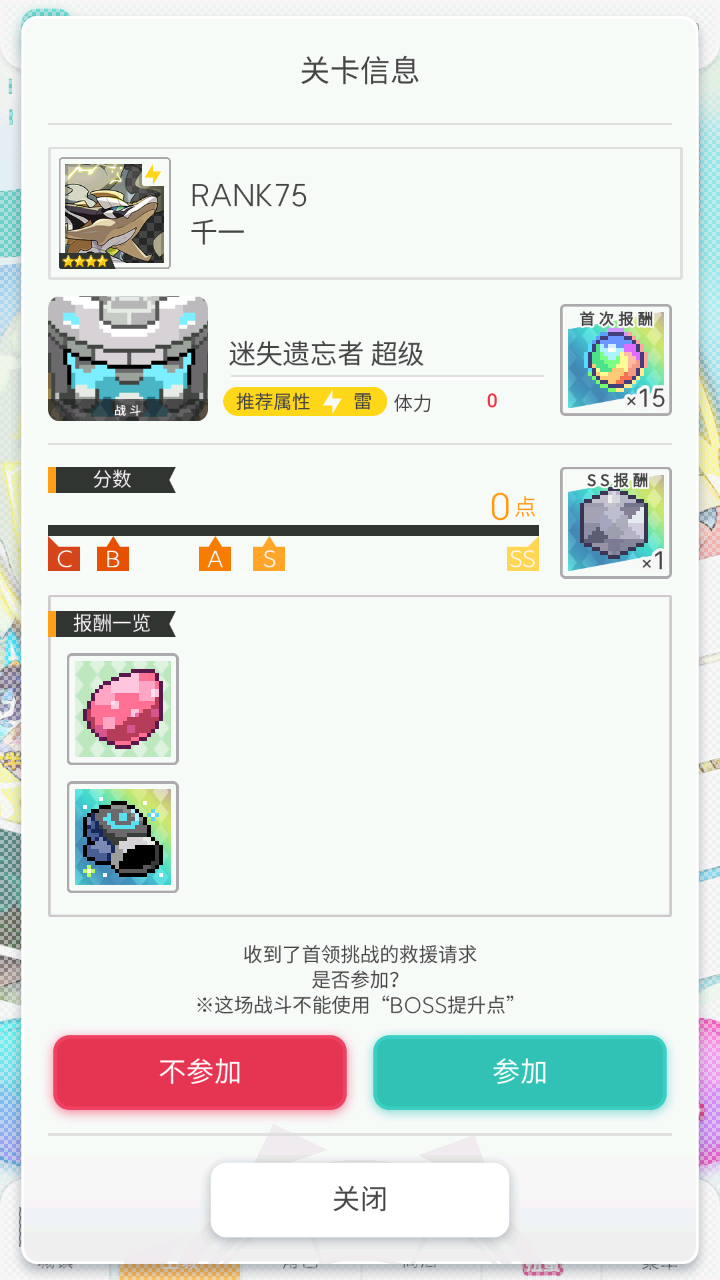 关卡信息
RANK75
千一
首次报酬
×15
迷失遗忘者 超级
战斗
推荐属性 雷 体力 0
分数
0点
SS报酬
×1
C B A S SS
报酬一览
收到了首领挑战的救援请求
是否参加？
※这场战斗不能使用“BOSS提升点”
不参加 参加
关闭